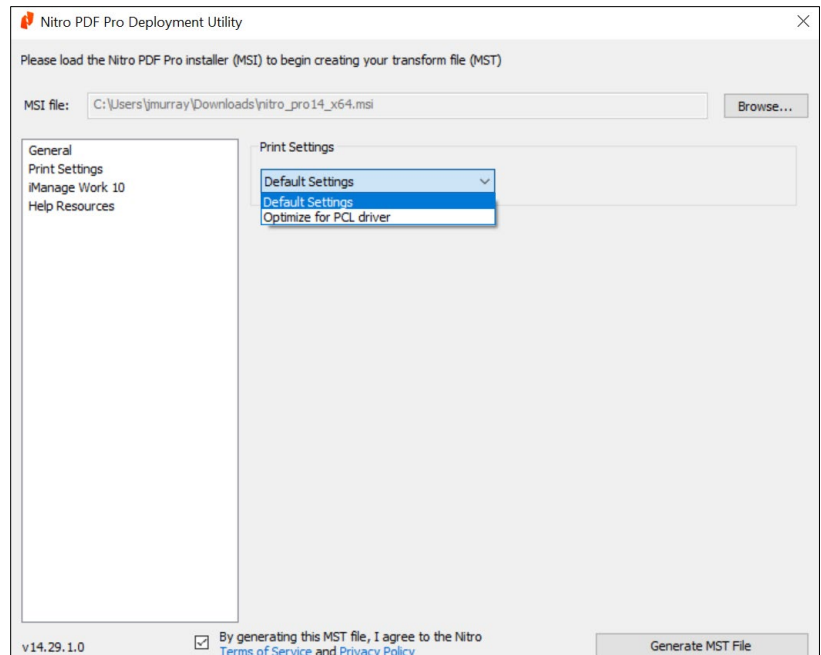 Nitro PDF Pro Deployment Utility
Please load the Nitro PDF Pro installer (MSI) to begin creating your transform file (MST)
MSI file: C:\Users\jmurray\Downloads\nitro_pro14_x64.msi Browse...
General
Print Settings
iManage Work 10
Help Resources
Print Settings
Default Settings
Default Settings
Optimize for PCL driver
v14.29.1.0
By generating this MST file, I agree to the Nitro
Terms of Service and Privacy Policy
Generate MST File